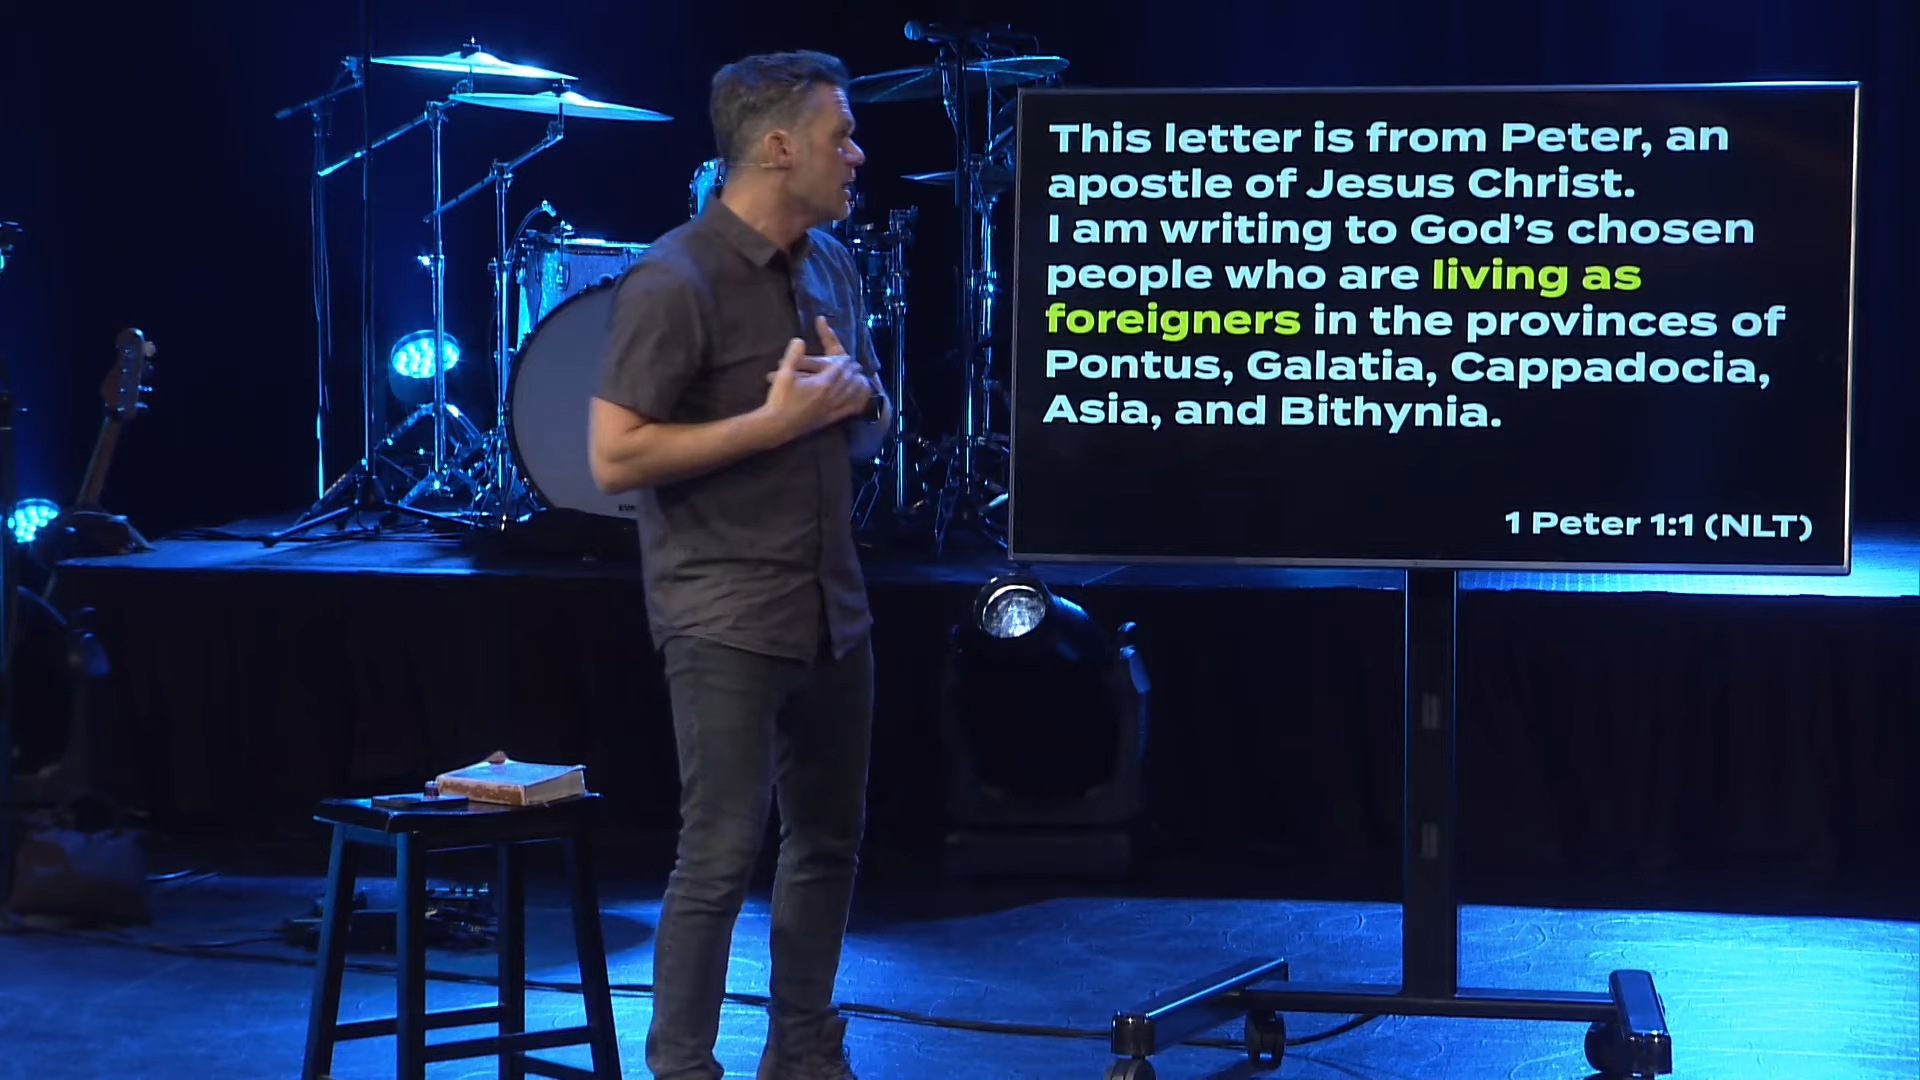 This letter is from Peter, an
apostle of Jesus Christ.
I am writing to God's chosen
people who are living as
foreigners in the provinces of
Pontus, Galatia, Cappadocia,
Asia, and Bithynia.
1 Peter 1:1 (NLT)